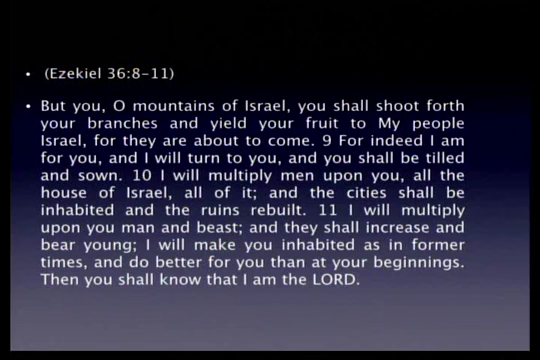 • (Ezekiel 36:8-11)
• But you, O mountains of Israel, you shall shoot forth
your branches and yield your fruit to My people
Israel, for they are about to come. 9 For indeed I am
for you, and I will turn to you, and you shall be tilled
and sown. 10 I will multiply men upon you, all the
house of Israel, all of it; and the cities shall be
inhabited and the ruins rebuilt. 11 I will multiply
upon you man and beast; and they shall increase and
bear young; I will make you inhabited as in former
times, and do better for you than at your beginnings.
Then you shall know that I am the LORD.